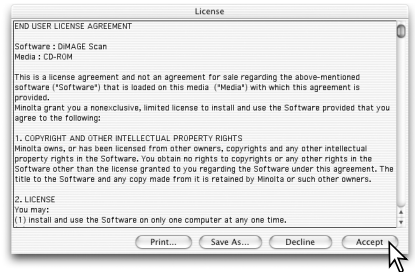 License
END USER LICENSE AGREEMENT
Software : DiMAGE Scan
Media : CD-ROM
This is a license agreement and not an agreement for sale regarding the above-mentioned
software ("Software") that is loaded on this media ("Media") with which this agreement is
provided.
Minolta grant you a nonexclusive, limited license to install and use the Software provided that you
agree to the following:
1. COPYRIGHT AND OTHER INTELLECTUAL PROPERTY RIGHTS
Minolta owns, or has been licensed from other owners, copyrights and any other intellectual
property rights in the Software. You obtain no rights to copyrights or any other rights in the
Software other than the license granted to you regarding the Software under this agreement. The
title to the Software and any copy made from it is retained by Minolta or such other owners.
2. LICENSE
You may:
(1) install and use the Software on only one computer at any one time.
Print... Save As... Decline Accept